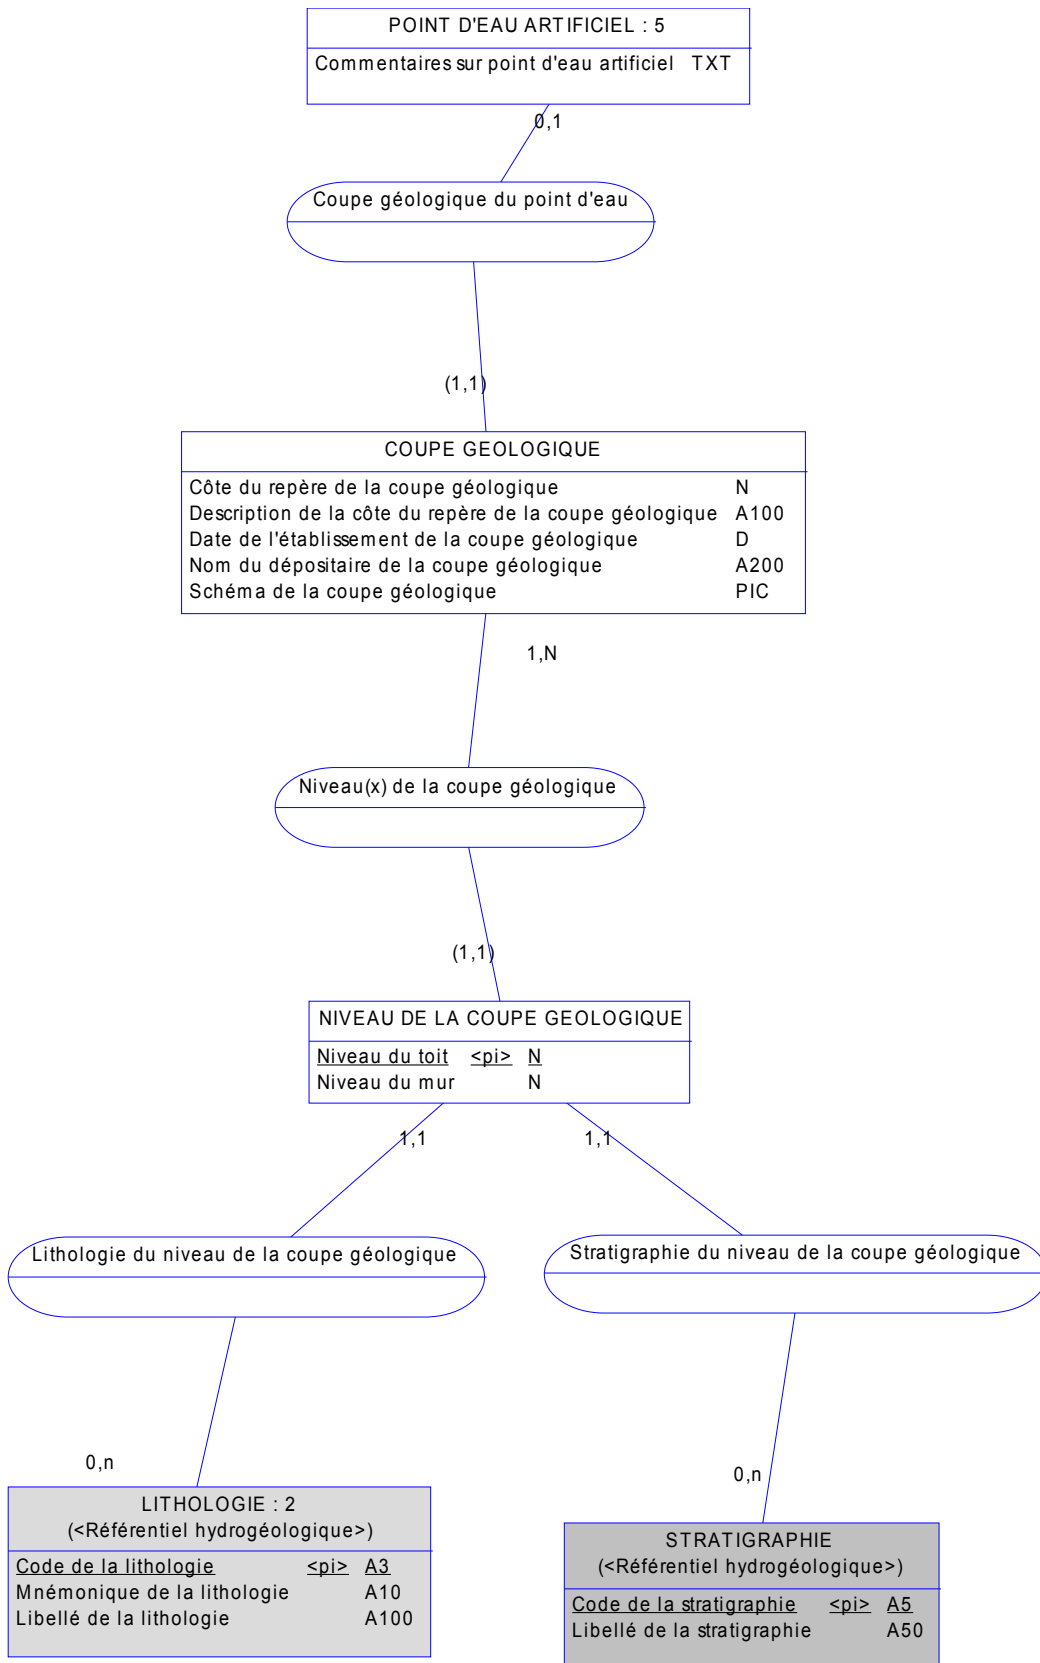 POINT D'EAU ARTIFICIEL : 5
Commentaires sur point d'eau artificiel TXT
0,1
Coupe géologique du point d'eau
(1,1)
COUPE GEOLOGIQUE
Côte du repère de la coupe géologique N
Description de la côte du repère de la coupe géologique A100
Date de l'établissement de la coupe géologique D
Nom du dépositaire de la coupe géologique A200
Schéma de la coupe géologique PIC
1,N
Niveau(x) de la coupe géologique
(1,1)
NIVEAU DE LA COUPE GEOLOGIQUE
Niveau du toit <pi> N
Niveau du mur N
1,1 1,1
Lithologie du niveau de la coupe géologique
Stratigraphie du niveau de la coupe géologique
0,n
0,n
LITHOLOGIE : 2
(<Référentiel hydrogéologique>)
Code de la lithologie <pi> A3
Mnémonique de la lithologie A10
Libellé de la lithologie A100
STRATIGRAPHIE
(<Référentiel hydrogéologique>)
Code de la stratigraphie <pi> A5
Libellé de la stratigraphie A50